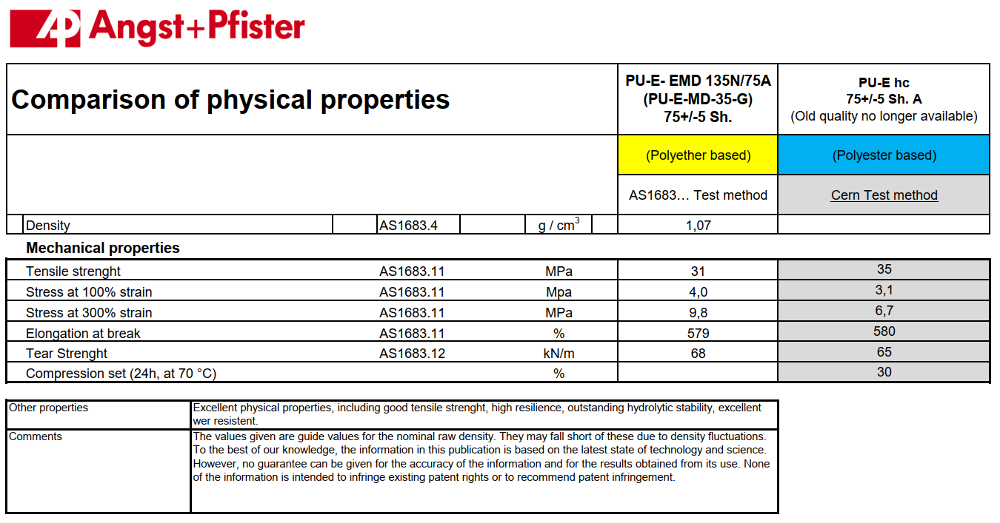 Angst+Pfister
Comparison of physical properties
PU-E- EMD 135N/75A
(PU-E-MD-35-G)
75+/-5 Sh.
PU-E hc
75+/-5 Sh. A
(Old quality no longer available)
(Polyether based)
(Polyester based)
AS1683… Test method
Cern Test method
Density AS1683.4 g / cm³ 1,07
Mechanical properties
Tensile strenght AS1683.11 MPa 31 35
Stress at 100% strain AS1683.11 Mpa 4,0 3,1
Stress at 300% strain AS1683.11 MPa 9,8 6,7
Elongation at break AS1683.11 % 579 580
Tear Strenght AS1683.12 kN/m 68 65
Compression set (24h, at 70 °C) % 30
Other properties
Excellent physical properties, including good tensile strenght, high resilience, outstanding hydrolytic stability, excellent
wer resistent.
Comments
The values given are guide values for the nominal raw density. They may fall short of these due to density fluctuations.
To the best of our knowledge, the information in this publication is based on the latest state of technology and science.
However, no guarantee can be given for the accuracy of the information and for the results obtained from its use. None
of the information is intended to infringe existing patent rights or to recommend patent infringement.